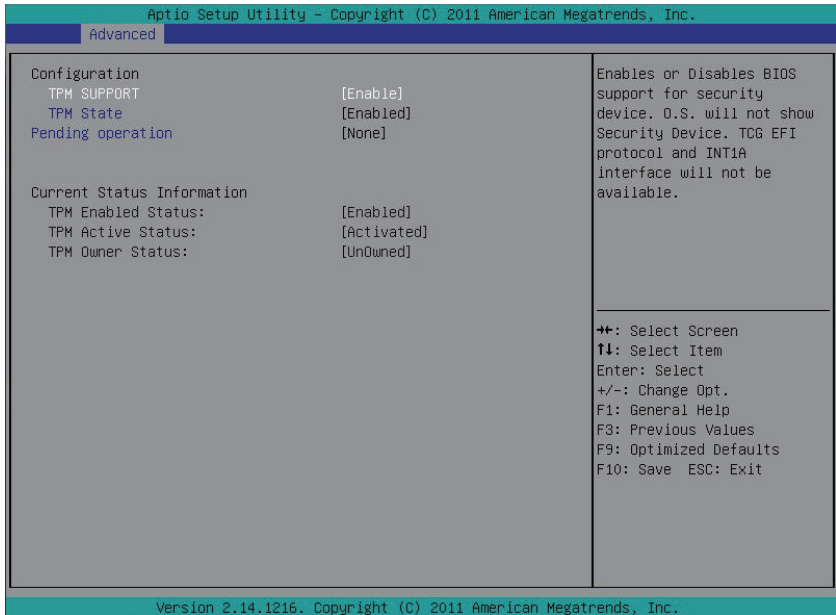 Aptio Setup Utility – Copyright (C) 2011 American Megatrends, Inc.
Advanced
Configuration
TPM SUPPORT [Enable]
TPM State [Enabled]
Pending operation [None]
Current Status Information
TPM Enabled Status: [Enabled]
TPM Active Status: [Activated]
TPM Owner Status: [UnOwned]
Enables or Disables BIOS
support for security
device. O.S. will not show
Security Device. TCG EFI
protocol and INT1A
interface will not be
available.
→←: Select Screen
↑↓: Select Item
Enter: Select
+/-: Change Opt.
F1: General Help
F3: Previous Values
F9: Optimized Defaults
F10: Save ESC: Exit
Version 2.14.1216. Copyright (C) 2011 American Megatrends, Inc.